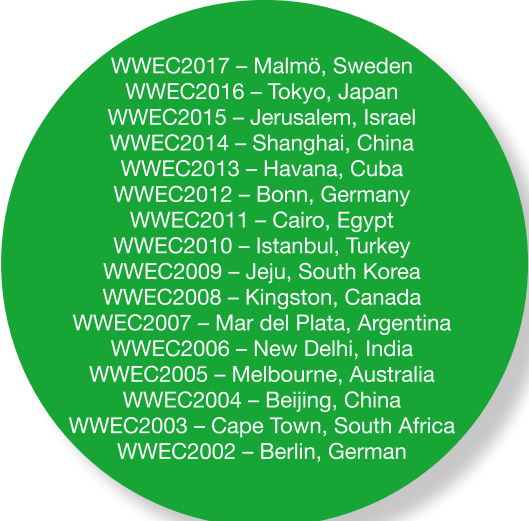 WWEC2017 – Malmö, Sweden
WWEC2016 – Tokyo, Japan
WWEC2015 – Jerusalem, Israel
WWEC2014 – Shanghai, China
WWEC2013 – Havana, Cuba
WWEC2012 – Bonn, Germany
WWEC2011 – Cairo, Egypt
WWEC2010 – Istanbul, Turkey
WWEC2009 – Jeju, South Korea
WWEC2008 – Kingston, Canada
WWEC2007 – Mar del Plata, Argentina
WWEC2006 – New Delhi, India
WWEC2005 – Melbourne, Australia
WWEC2004 – Beijing, China
WWEC2003 – Cape Town, South Africa
WWEC2002 – Berlin, German